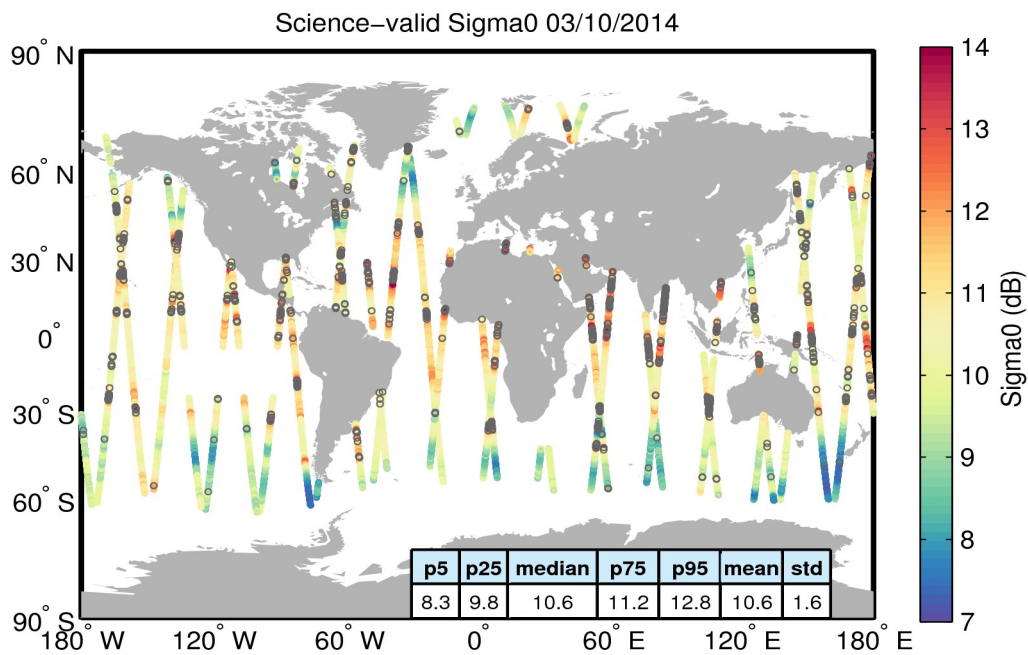 Science−valid Sigma0 03/10/2014
90° N
60° N
30° N
0°
30° S
60° S
90° S
180° W
120° W
60° W
0°
60° E
120° E
180° E
p5 p25 median p75 p95 mean std
8.3 9.8 10.6 11.2 12.8 10.6 1.6
14
13
12
11
10
9
8
7
Sigma0 (dB)